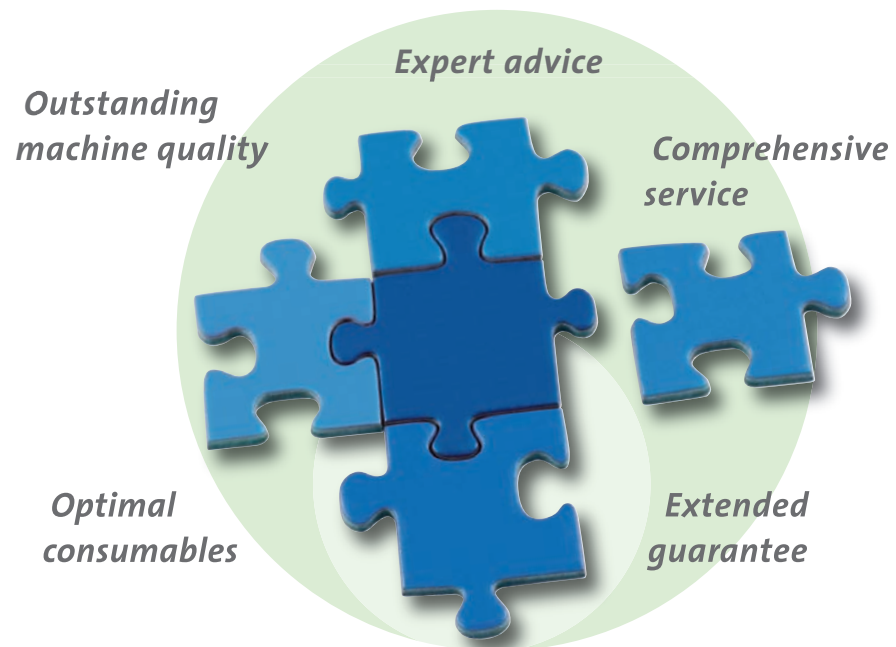 Expert advice
Outstanding
machine quality
Comprehensive
service
Optimal
consumables
Extended
guarantee